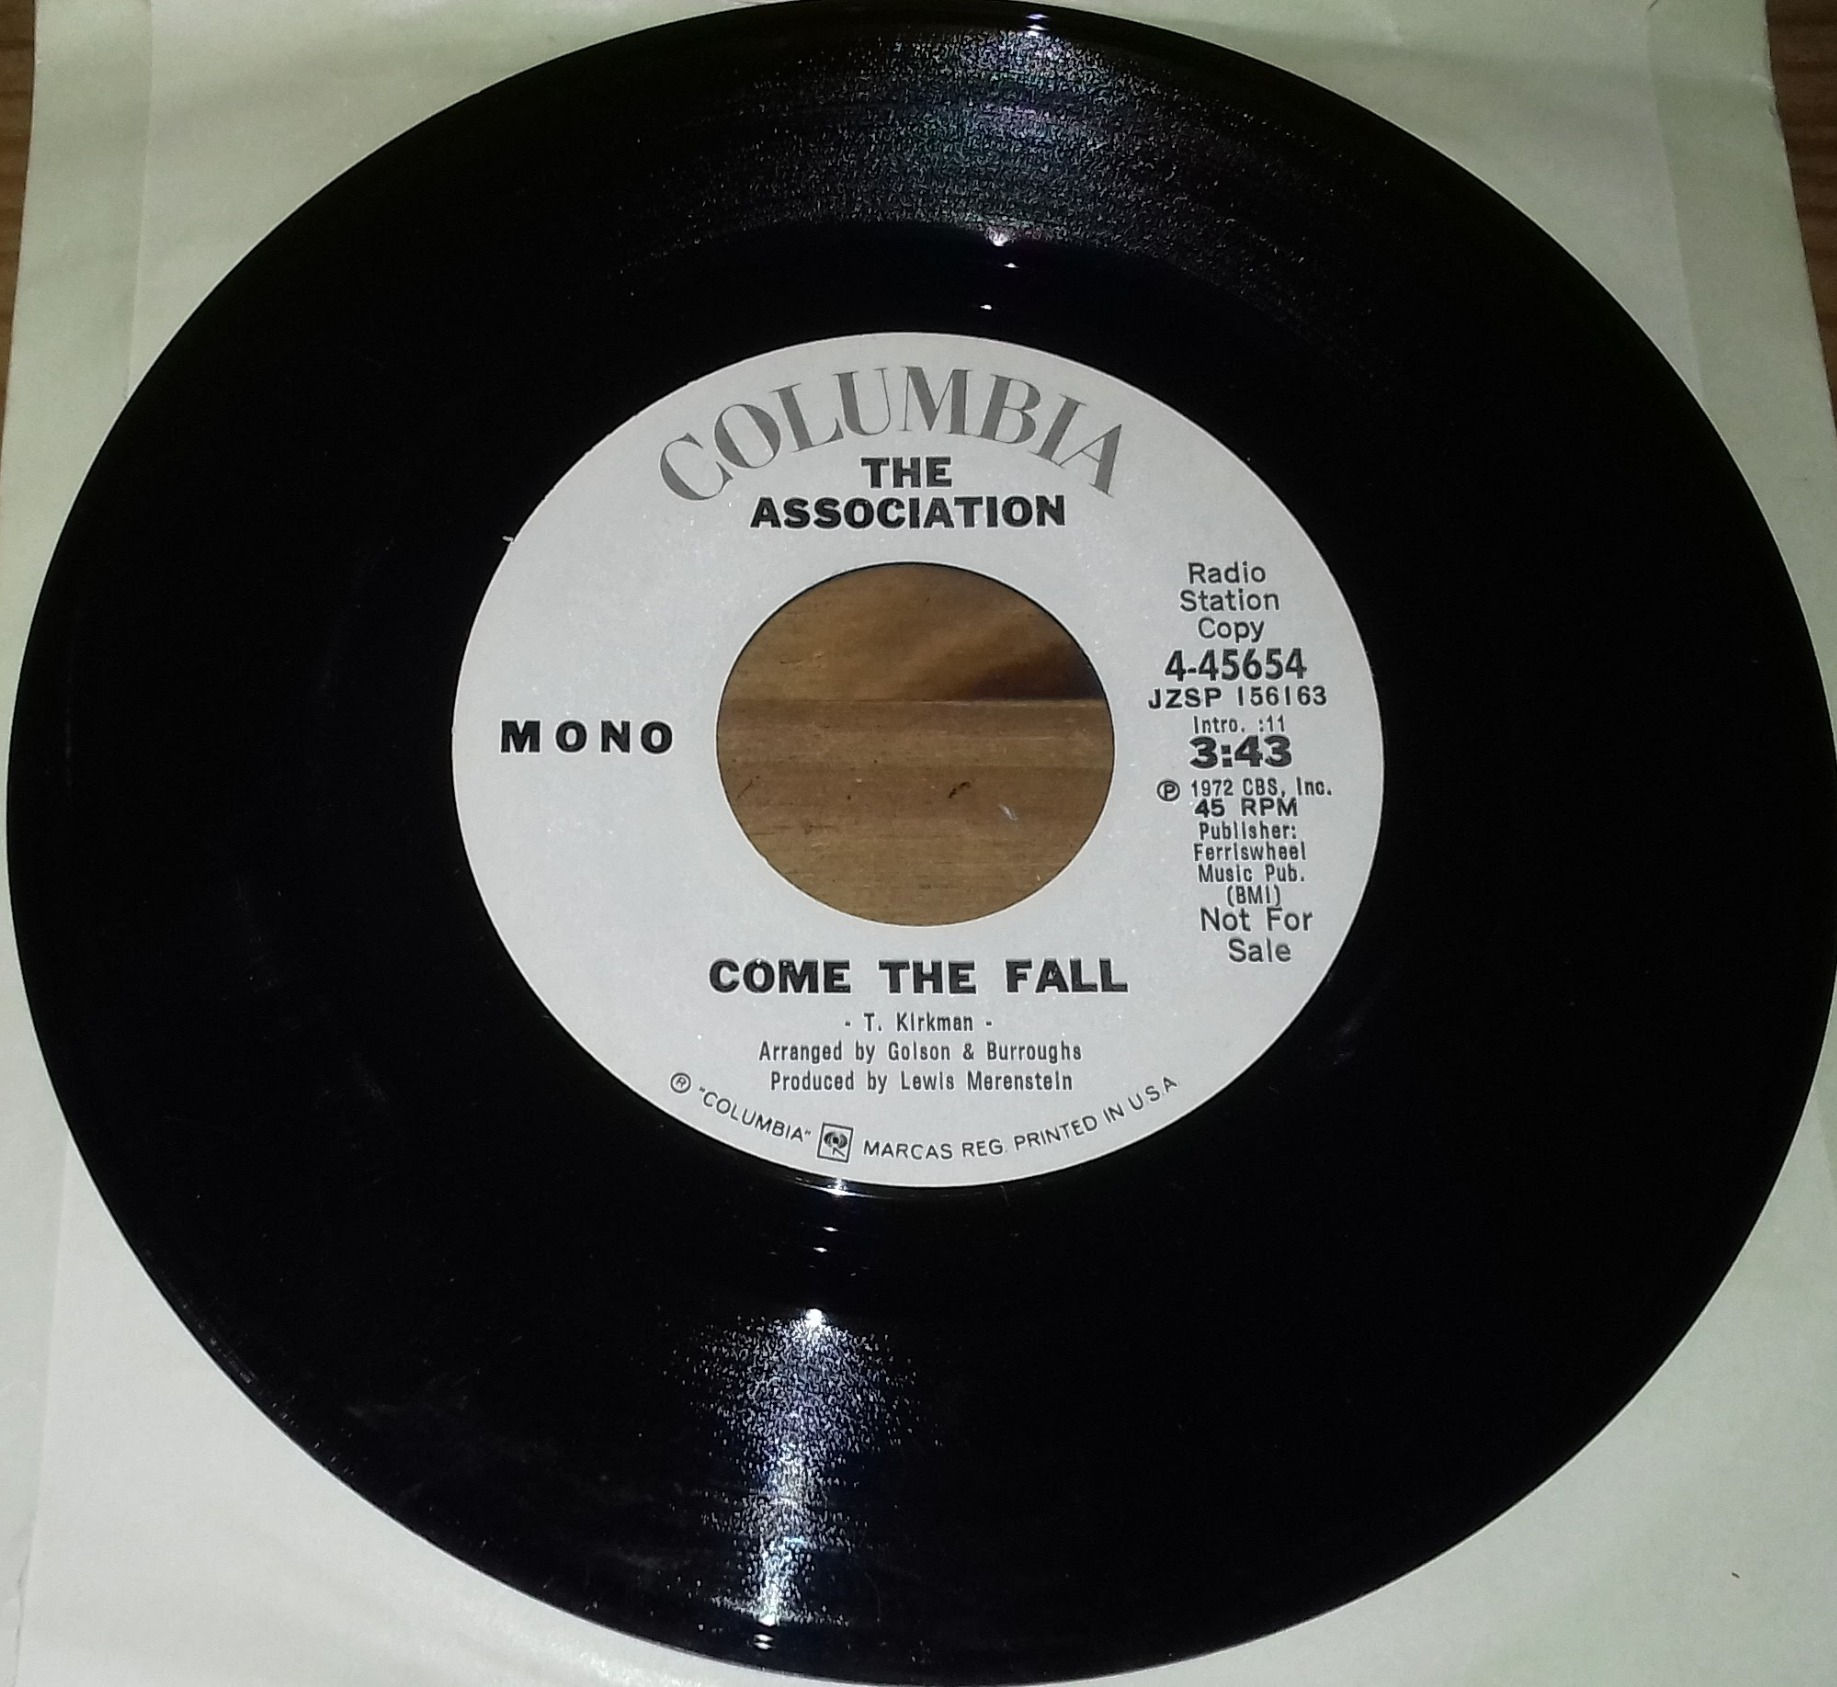 COLUMBIA
THE
ASSOCIATION
MONO
Radio
Station
Copy
4-45654
JZSP 156163
Intro. :11
3:43
Ⓟ 1972 CBS, Inc.
45 RPM
Publisher:
Ferriswheel
Music Pub.
(BMI)
Not For
Sale
COME THE FALL
- T. Kirkman -
Arranged by Golson & Burroughs
Produced by Lewis Merenstein
® "COLUMBIA" MARCAS REG. PRINTED IN U.S.A